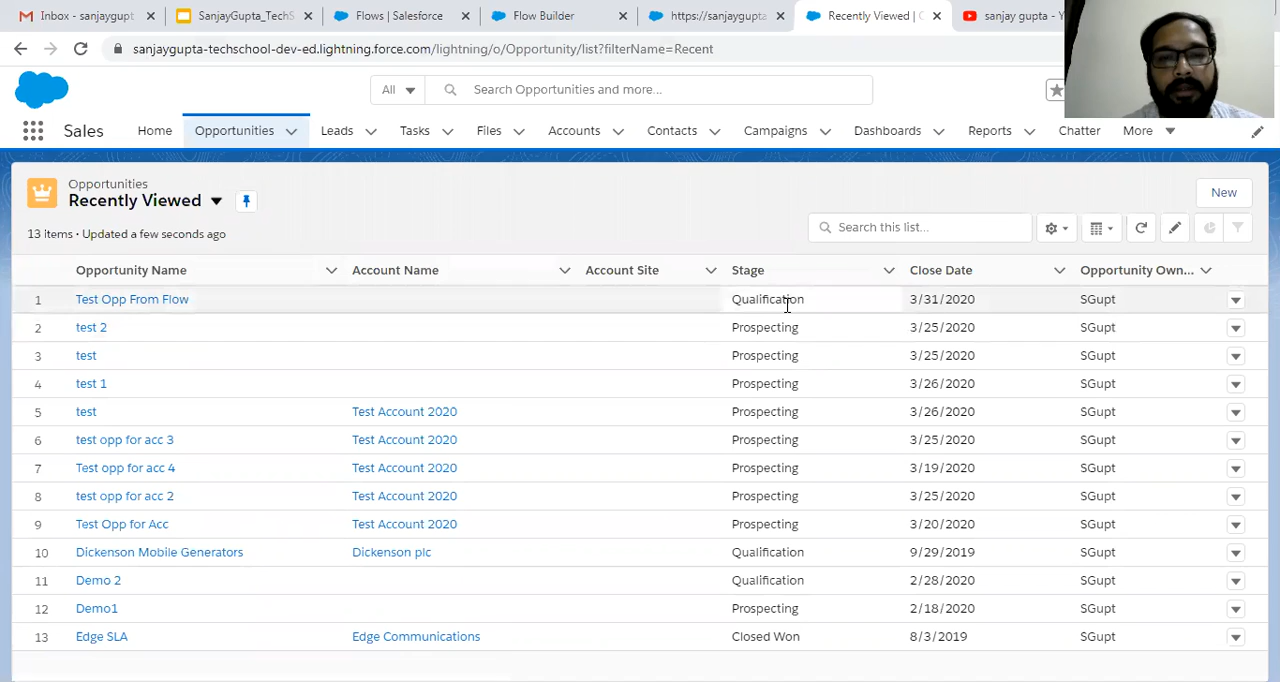 Inbox - sanjaygupt
SanjayGupta_TechS
Flows | Salesforce
Flow Builder
https://sanjaygupta
Recently Viewed | O
sanjay gupta - Y
sanjaygupta-techschool-dev-ed.lightning.force.com/lightning/o/Opportunity/list?filterName=Recent
All
Search Opportunities and more...
Sales
Home
Opportunities
Leads
Tasks
Files
Accounts
Contacts
Campaigns
Dashboards
Reports
Chatter
More
Opportunities
Recently Viewed
New
13 items • Updated a few seconds ago
Search this list...
Opportunity Name Account Name Account Site Stage Close Date Opportunity Own...
1 Test Opp From Flow Qualification 3/31/2020 SGupt
2 test 2 Prospecting 3/25/2020 SGupt
3 test Prospecting 3/25/2020 SGupt
4 test 1 Prospecting 3/26/2020 SGupt
5 test Test Account 2020 Prospecting 3/26/2020 SGupt
6 test opp for acc 3 Test Account 2020 Prospecting 3/25/2020 SGupt
7 Test opp for acc 4 Test Account 2020 Prospecting 3/19/2020 SGupt
8 test opp for acc 2 Test Account 2020 Prospecting 3/25/2020 SGupt
9 Test Opp for Acc Test Account 2020 Prospecting 3/20/2020 SGupt
10 Dickenson Mobile Generators Dickenson plc Qualification 9/29/2019 SGupt
11 Demo 2 Qualification 2/28/2020 SGupt
12 Demo1 Prospecting 2/18/2020 SGupt
13 Edge SLA Edge Communications Closed Won 8/3/2019 SGupt